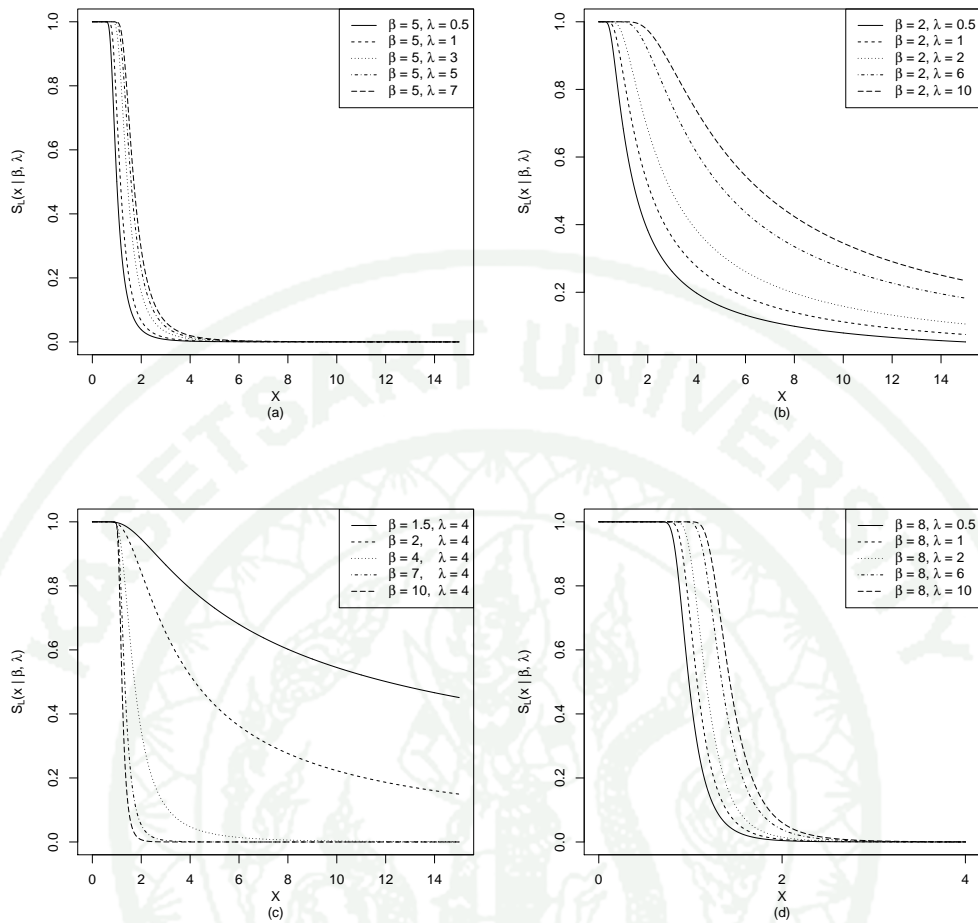 β = 5, λ = 0.5
β = 5, λ = 1
β = 5, λ = 3
β = 5, λ = 5
β = 5, λ = 7
S_L(x | β, λ)
1.0
0.8
0.6
0.4
0.2
0.0
0 2 4 6 8 10 12 14
X
(a)
β = 2, λ = 0.5
β = 2, λ = 1
β = 2, λ = 2
β = 2, λ = 6
β = 2, λ = 10
S_L(x | β, λ)
1.0
0.8
0.6
0.4
0.2
0 2 4 6 8 10 12 14
X
(b)
β = 1.5, λ = 4
β = 2, λ = 4
β = 4, λ = 4
β = 7, λ = 4
β = 10, λ = 4
S_L(x | β, λ)
1.0
0.8
0.6
0.4
0.2
0.0
0 2 4 6 8 10 12 14
X
(c)
β = 8, λ = 0.5
β = 8, λ = 1
β = 8, λ = 2
β = 8, λ = 6
β = 8, λ = 10
S_L(x | β, λ)
1.0
0.8
0.6
0.4
0.2
0.0
0 2 4
X
(d)
KASETSART UNIVERSITY